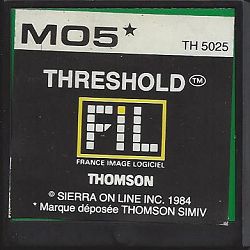 MO5*
TH 5025
THRESHOLD™
FIL
FRANCE IMAGE LOGICIEL
THOMSON
© SIERRA ON LINE INC. 1984
* Marque déposée THOMSON SIMIV